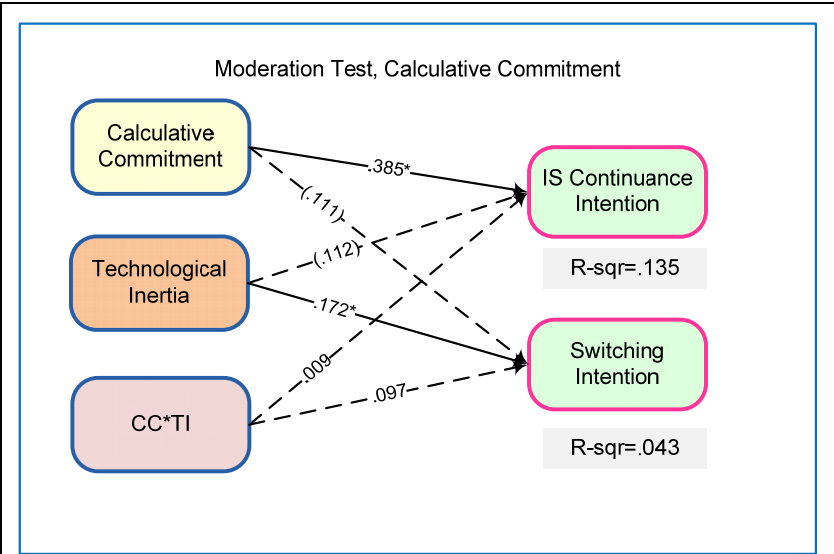 Moderation Test, Calculative Commitment
Calculative
Commitment
.385*
IS Continuance
Intention
(.111)
(.112)
Technological
Inertia
R-sqr=.135
.172*
Switching
Intention
.009
.097
CC*TI
R-sqr=.043